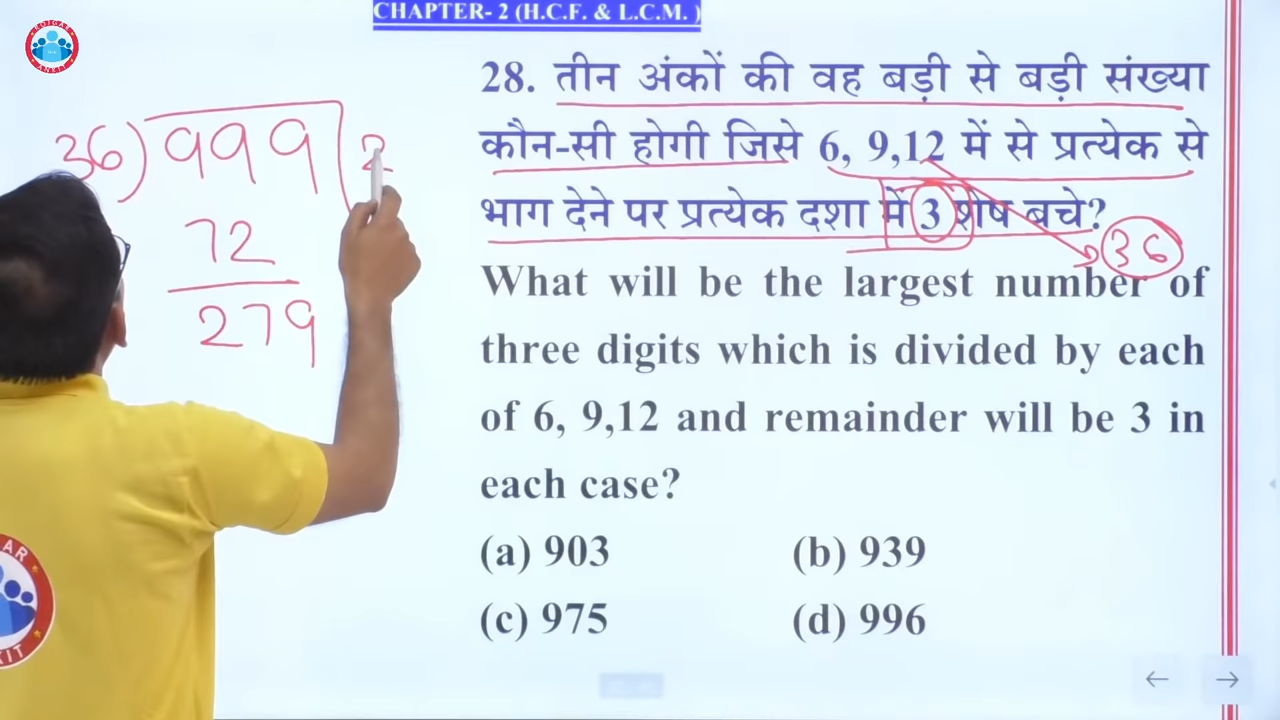 CHAPTER- 2 (H.C.F. & L.C.M. )
28. तीन अंकों की वह बड़ी से बड़ी संख्या
कौन-सी होगी जिसे 6, 9,12 में से प्रत्येक से
भाग देने पर प्रत्येक दशा में 3 शेष बचे?
36
What will be the largest number of
three digits which is divided by each
of 6, 9,12 and remainder will be 3 in
each case?
(a) 903 (b) 939
(c) 975 (d) 996
36) 999 ( 2
72
279